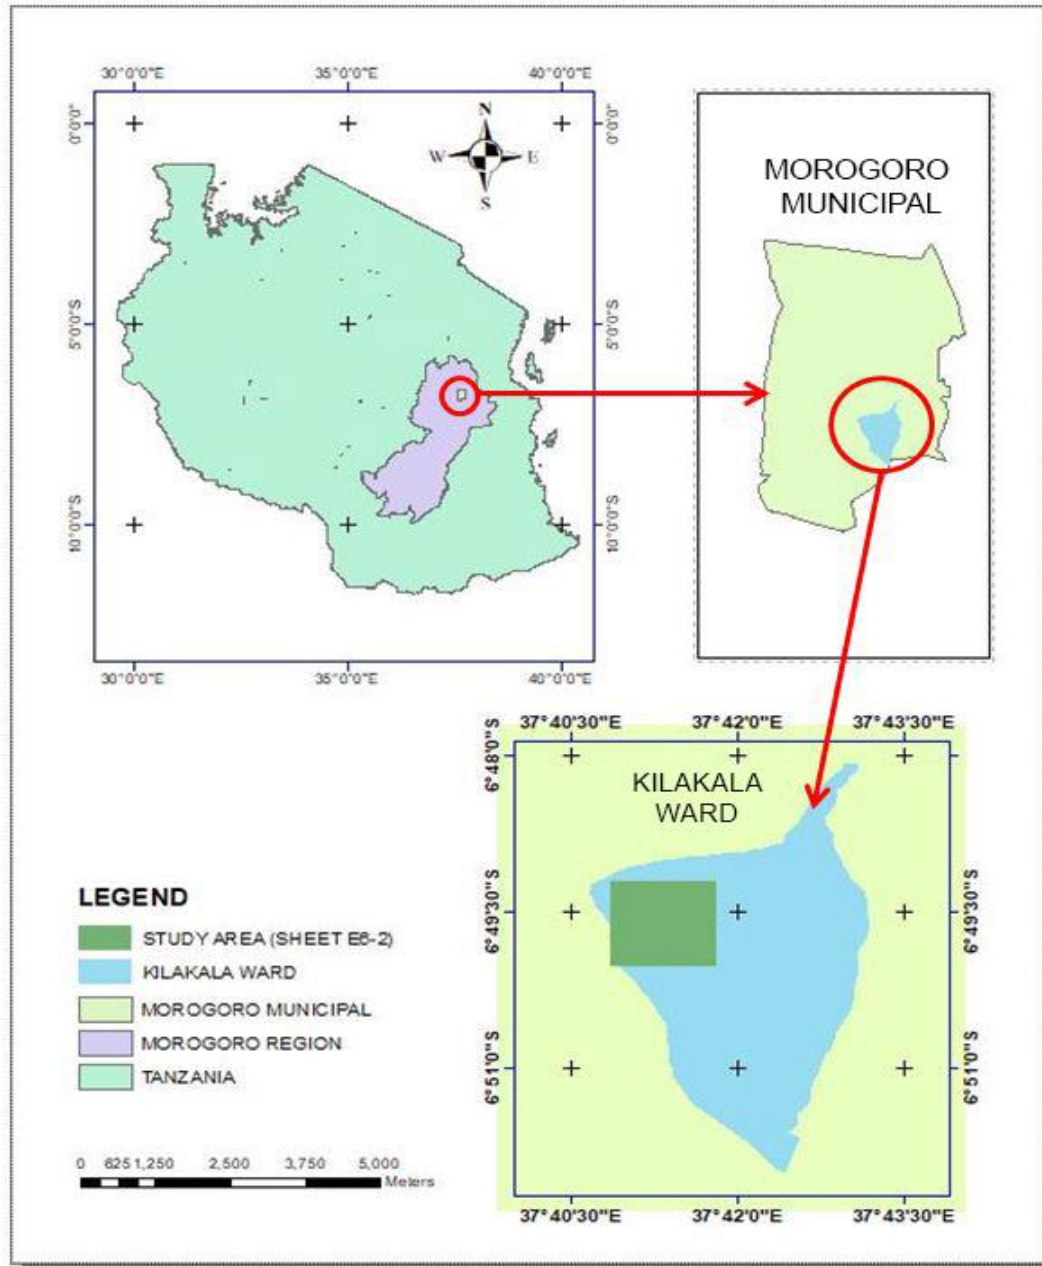 30°0'0"E 35°0'0"E 40°0'0"E
0°0'0"
0°0'0"
N
W E
S
5°0'0"S
5°0'0"S
10°0'0"S
10°0'0"S
30°0'0"E 35°0'0"E 40°0'0"E
MOROGORO
MUNICIPAL
37°40'30"E 37°42'0"E 37°43'30"E
6°48'0"S
6°48'0"S
KILAKALA
WARD
6°49'30"S
6°49'30"S
6°51'0"S
6°51'0"S
37°40'30"E 37°42'0"E 37°43'30"E
LEGEND
STUDY AREA (SHEET E6-2)
KILAKALA WARD
MOROGORO MUNICIPAL
MOROGORO REGION
TANZANIA
0 625 1,250 2,500 3,750 5,000
Meters